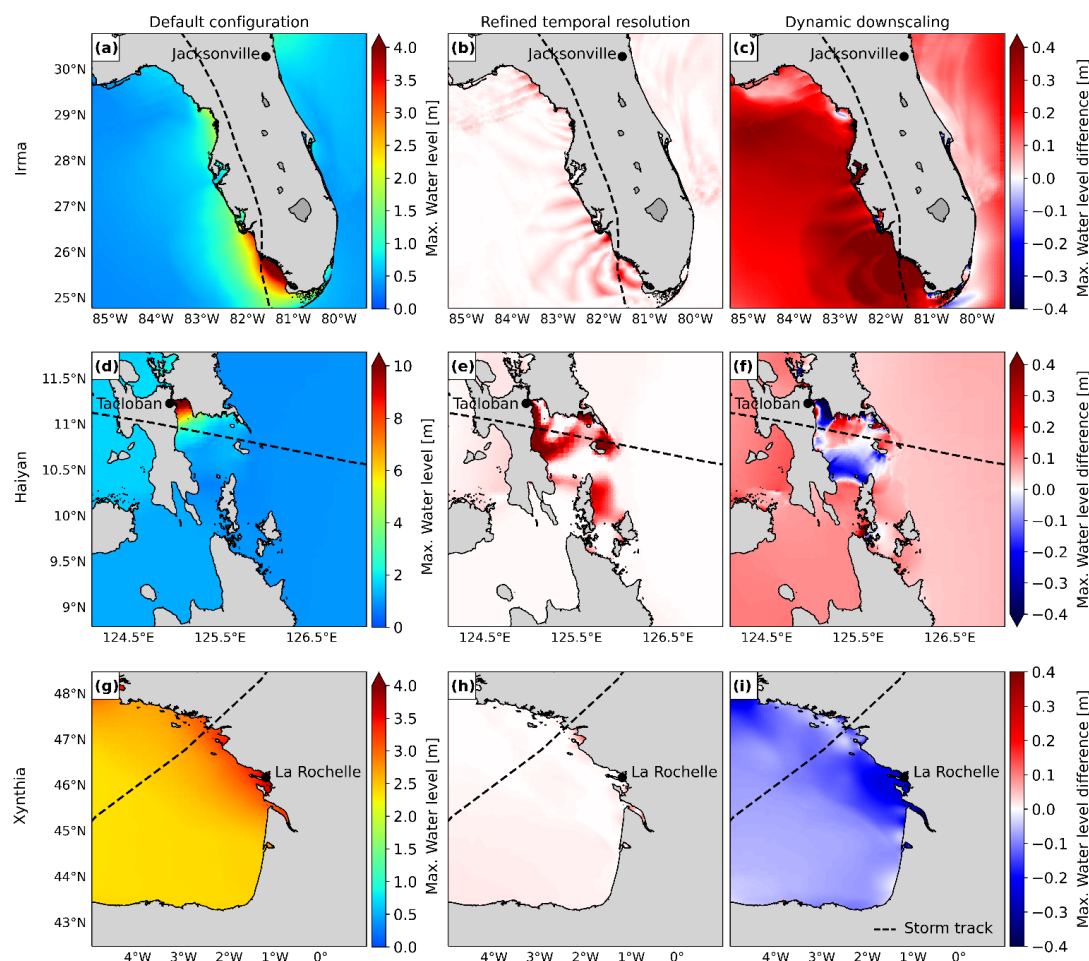 Default configuration
Refined temporal resolution
Dynamic downscaling
Irma
(a)
Jacksonville
30°N
29°N
28°N
27°N
26°N
25°N
85°W 84°W 83°W 82°W 81°W 80°W
4.0
3.5
3.0
2.5
2.0
1.5
1.0
0.5
0.0
Max. Water level [m]
(b)
Jacksonville
85°W 84°W 83°W 82°W 81°W 80°W
(c)
Jacksonville
85°W 84°W 83°W 82°W 81°W 80°W
0.4
0.3
0.2
0.1
0.0
−0.1
−0.2
−0.3
−0.4
Max. Water level difference [m]
Haiyan
(d)
Tacloban
11.5°N
11°N
10.5°N
10°N
9.5°N
9°N
124.5°E 125.5°E 126.5°E
10
8
6
4
2
0
Max. Water level [m]
(e)
Tacloban
124.5°E 125.5°E 126.5°E
(f)
Tacloban
124.5°E 125.5°E 126.5°E
0.4
0.3
0.2
0.1
0.0
−0.1
−0.2
−0.3
−0.4
Max. Water level difference [m]
Xynthia
(g)
La Rochelle
48°N
47°N
46°N
45°N
44°N
43°N
4°W 3°W 2°W 1°W 0°
4.0
3.5
3.0
2.5
2.0
1.5
1.0
0.5
0.0
Max. Water level [m]
(h)
La Rochelle
4°W 3°W 2°W 1°W 0°
(i)
La Rochelle
Storm track
4°W 3°W 2°W 1°W 0°
0.4
0.3
0.2
0.1
0.0
−0.1
−0.2
−0.3
−0.4
Max. Water level difference [m]